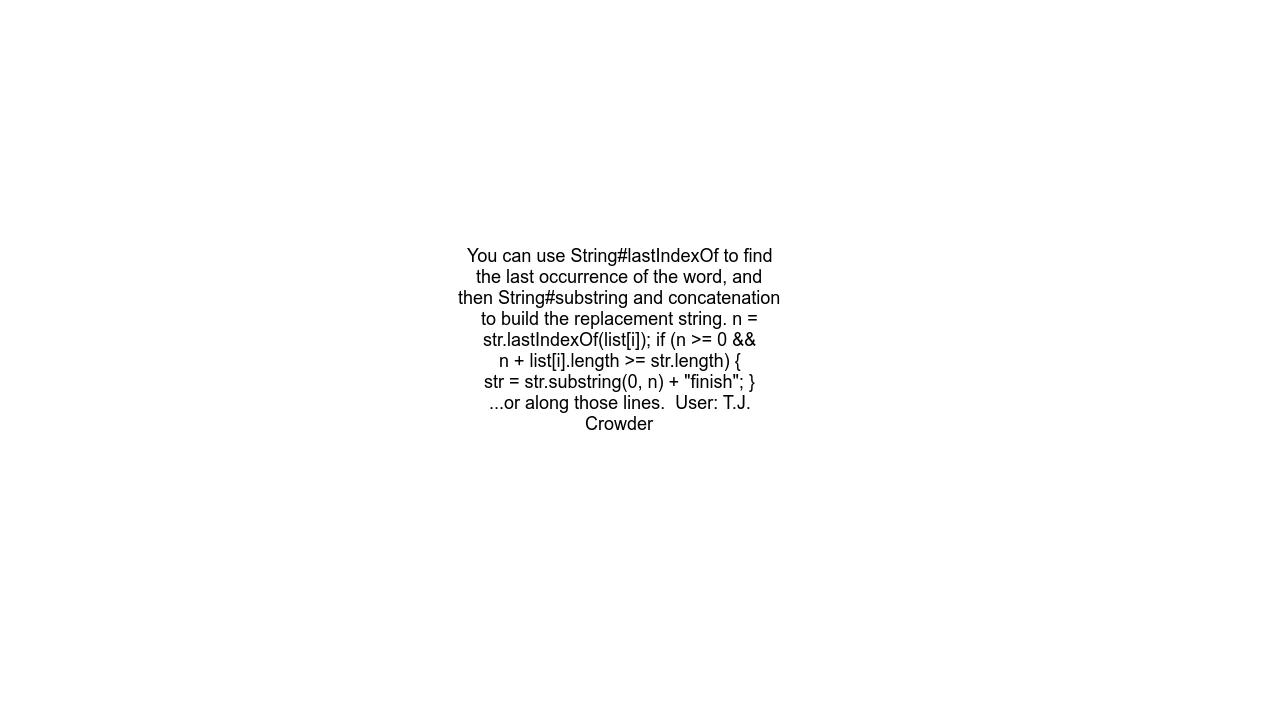 You can use String#lastIndexOf to find
the last occurrence of the word, and
then String#substring and concatenation
to build the replacement string. n =
str.lastIndexOf(list[i]); if (n >= 0 &&
n + list[i].length >= str.length) {
str = str.substring(0, n) + "finish"; }
...or along those lines.  User: T.J.
Crowder